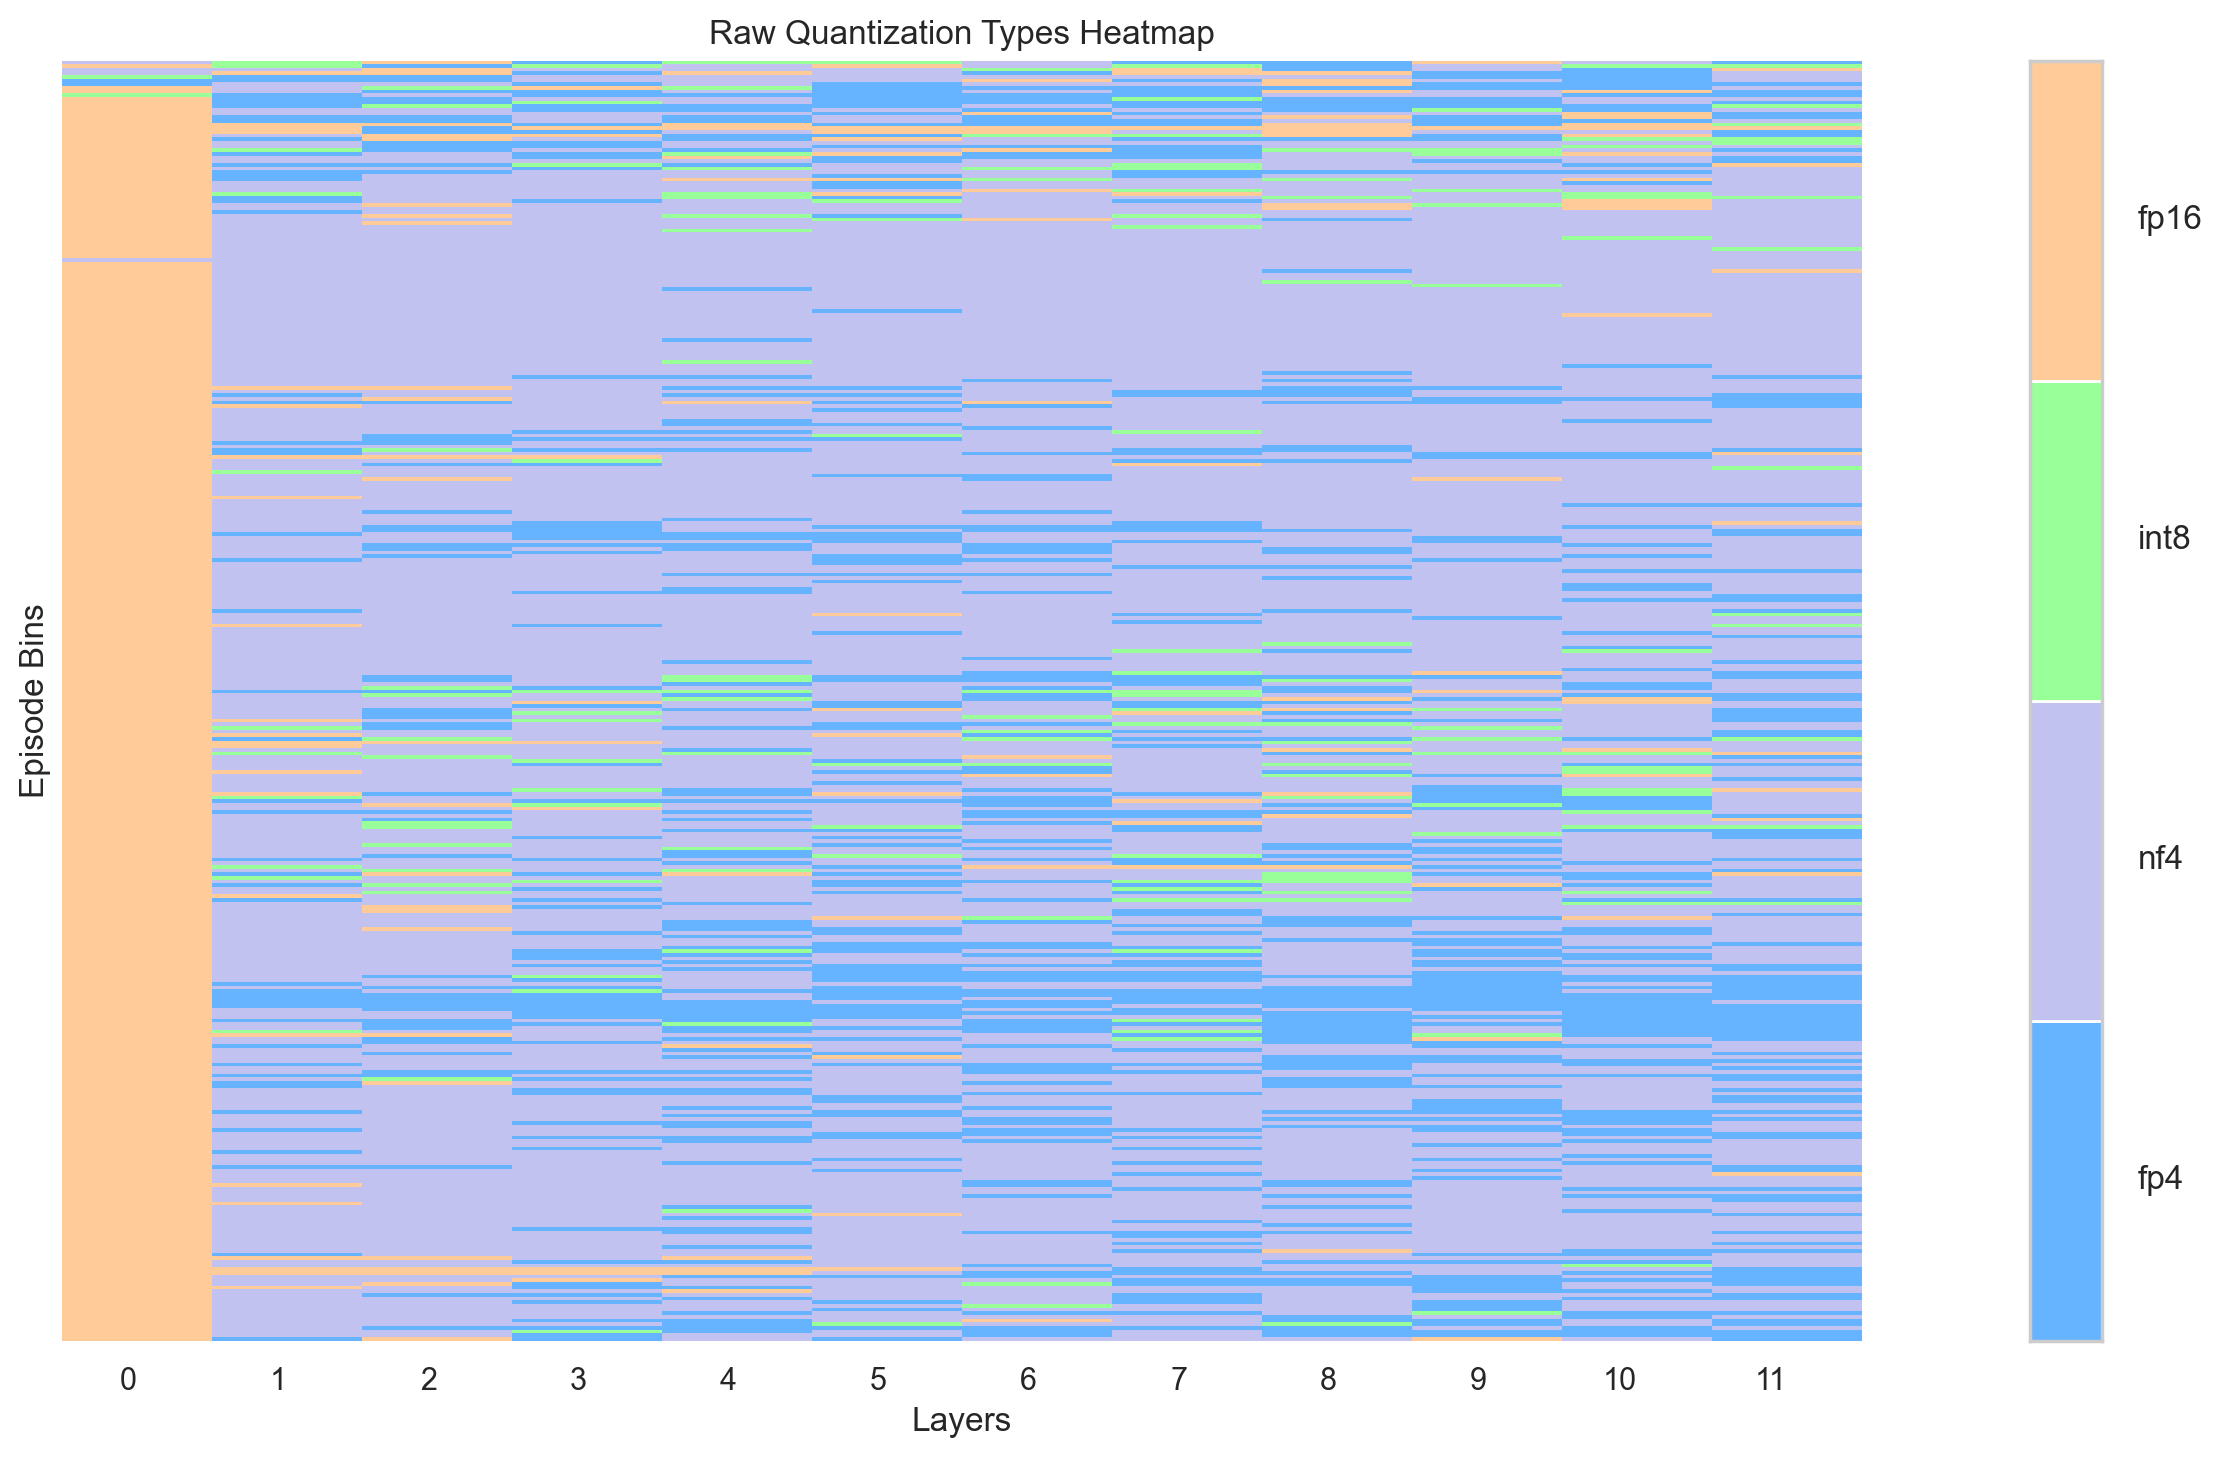 Raw Quantization Types Heatmap
Episode Bins
0 1 2 3 4 5 6 7 8 9 10 11
Layers
fp16
int8
nf4
fp4